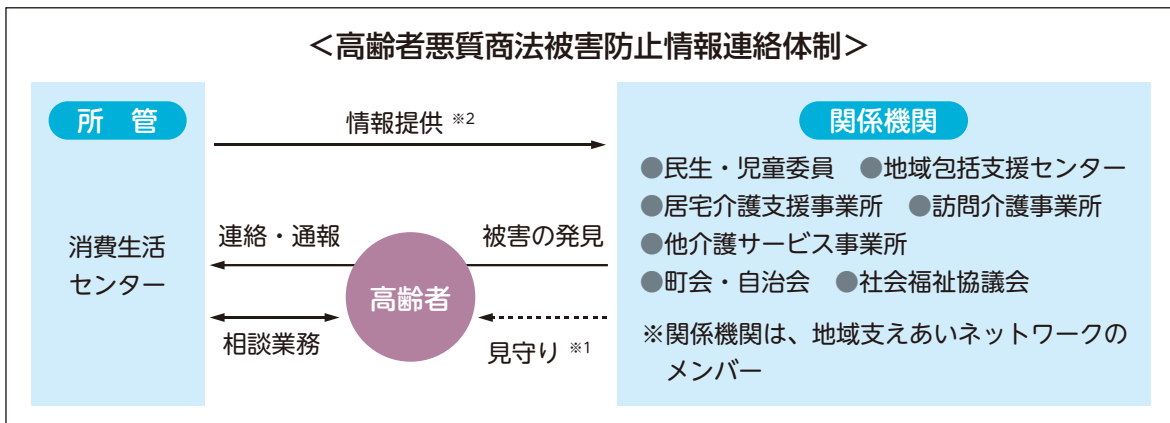 ＜高齢者悪質商法被害防止情報連絡体制＞
所　管
消費生活
センター
情報提供 ※2
連絡・通報
被害の発見
高齢者
相談業務
見守り ※1
関係機関
●民生・児童委員　●地域包括支援センター
●居宅介護支援事業所　●訪問介護事業所
●他介護サービス事業所
●町会・自治会　●社会福祉協議会
※関係機関は、地域支えあいネットワークの
メンバー